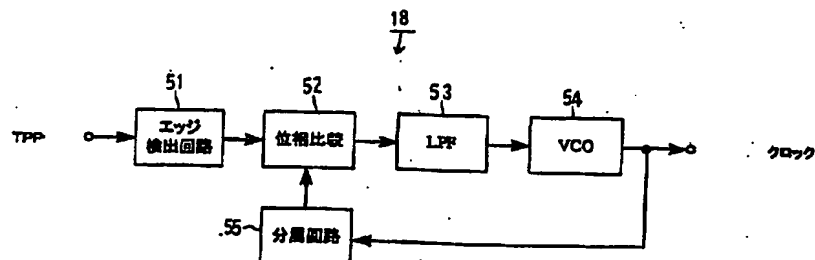 18
51
52
53
54
TPP
エッジ
検出回路
位相比較
LPF
VCO
クロック
55
分周回路